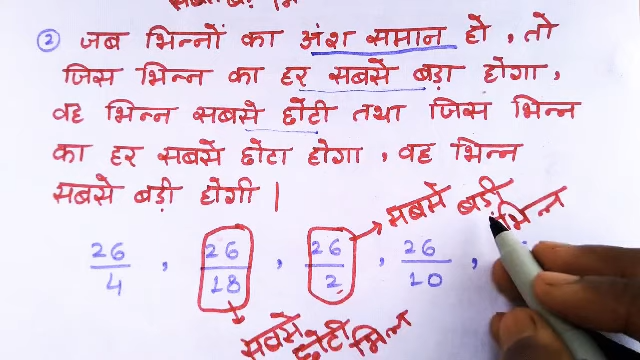 ② जब भिन्नों का अंश समान हो, तो
जिस भिन्न का हर सबसे बड़ा होगा,
वह भिन्न सबसे छोटी तथा जिस भिन्न
का हर सबसे छोटा होगा, वह भिन्न
सबसे बड़ी होगी |
सबसे बड़ी भिन्न
26/4, 26/18, 26/2, 26/10,
सबसे छोटी भिन्न